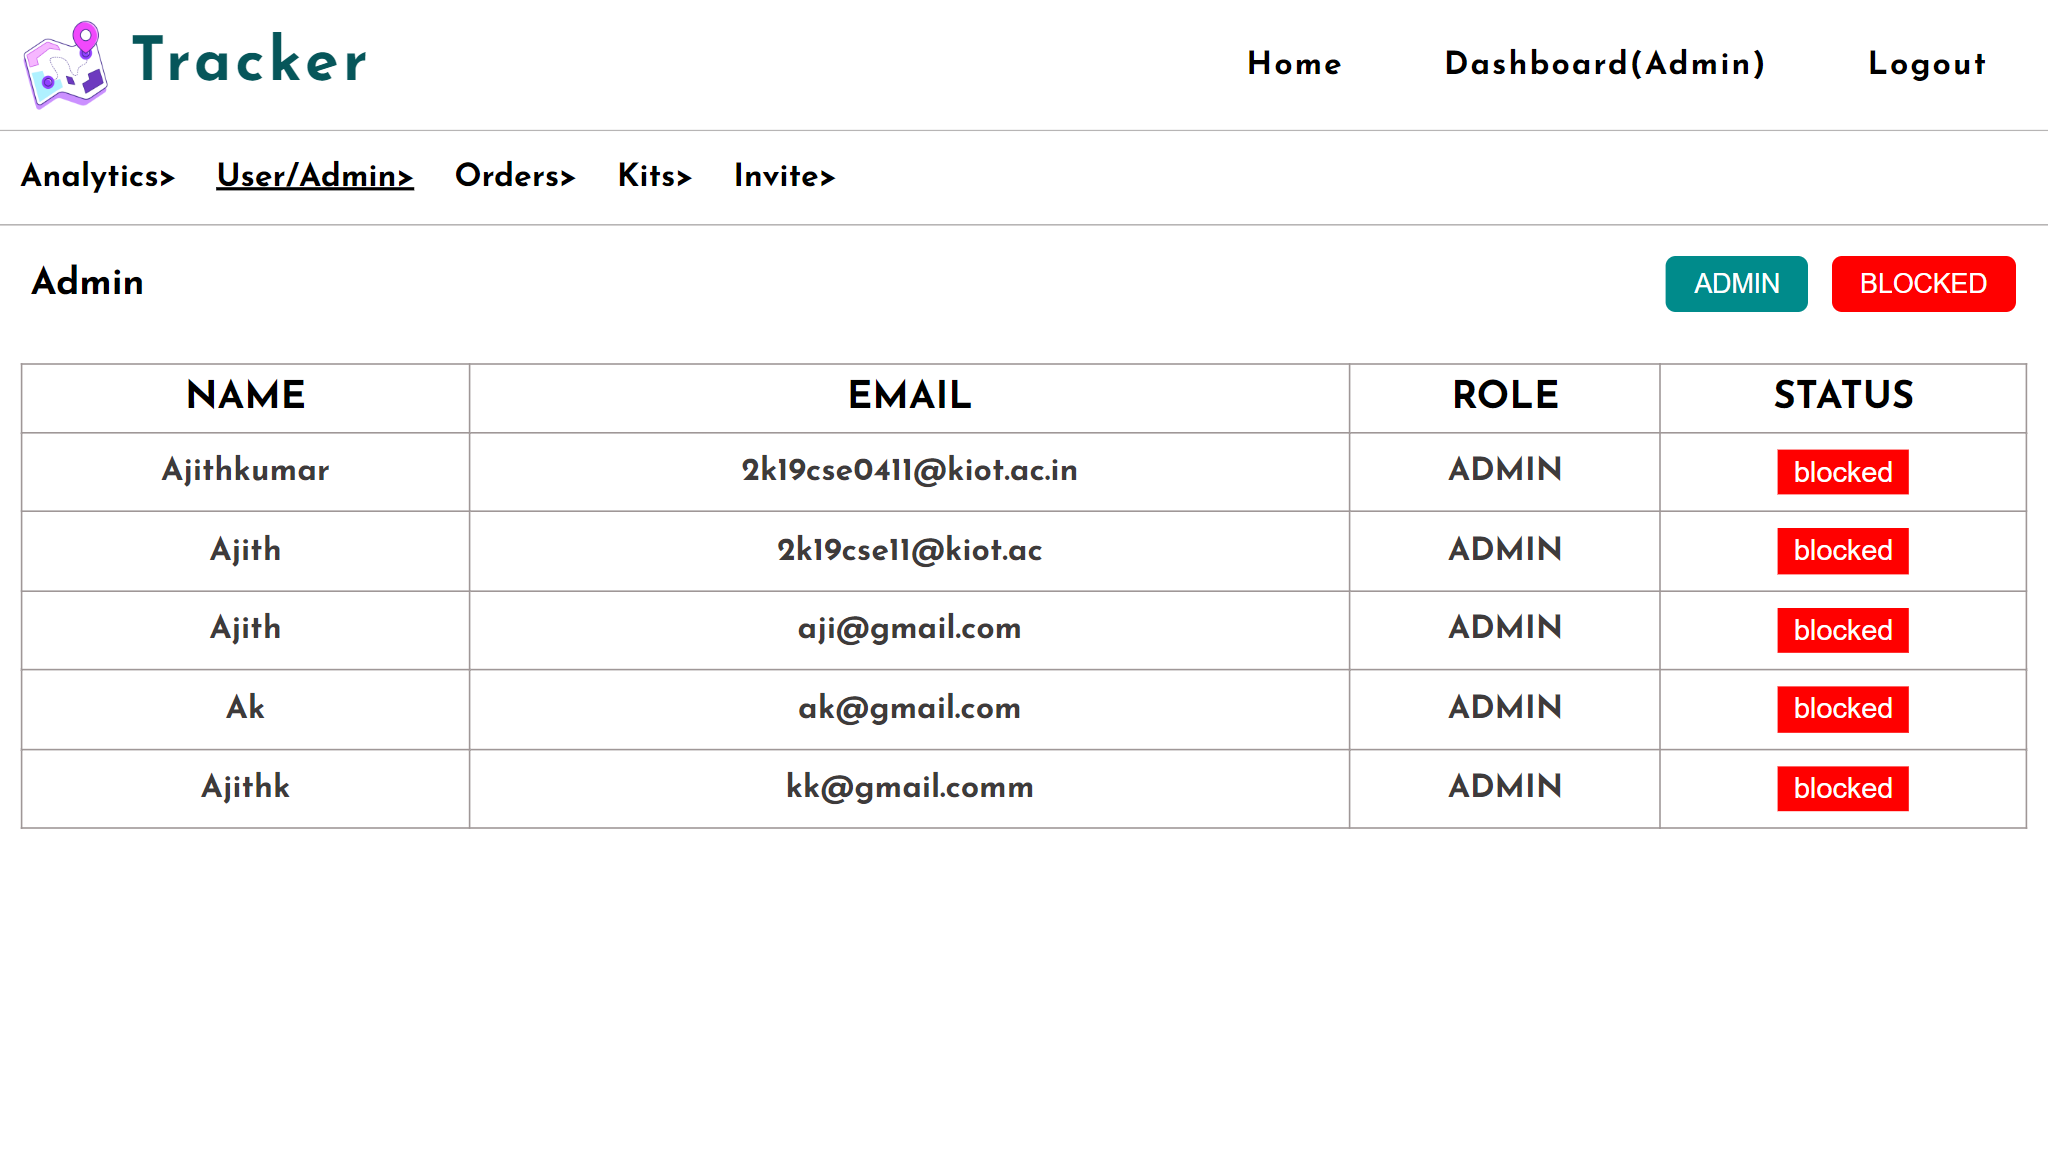 Tracker Home Dashboard(Admin) Logout
Analytics> User/Admin> Orders> Kits> Invite>
Admin ADMIN BLOCKED
NAME EMAIL ROLE STATUS
Ajithkumar 2k19cse0411@kiot.ac.in ADMIN blocked
Ajith 2k19cse11@kiot.ac ADMIN blocked
Ajith aji@gmail.com ADMIN blocked
Ak ak@gmail.com ADMIN blocked
Ajithk kk@gmail.comm ADMIN blocked